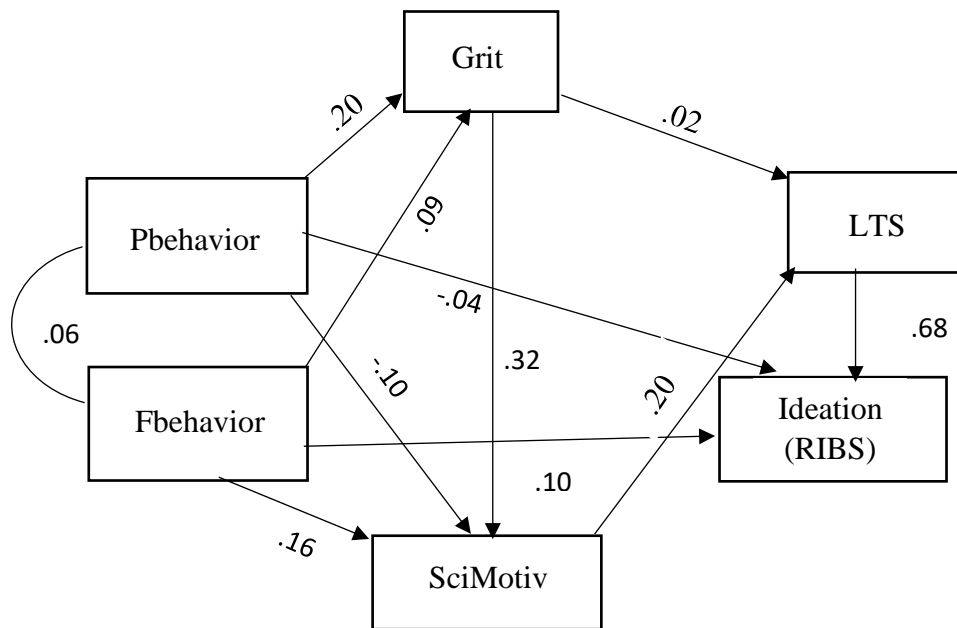 Grit
.20
.02
Pbehavior
.09
LTS
-.04
.06
.68
-.10
.32
.20
Fbehavior
Ideation
(RIBS)
.10
.16
SciMotiv